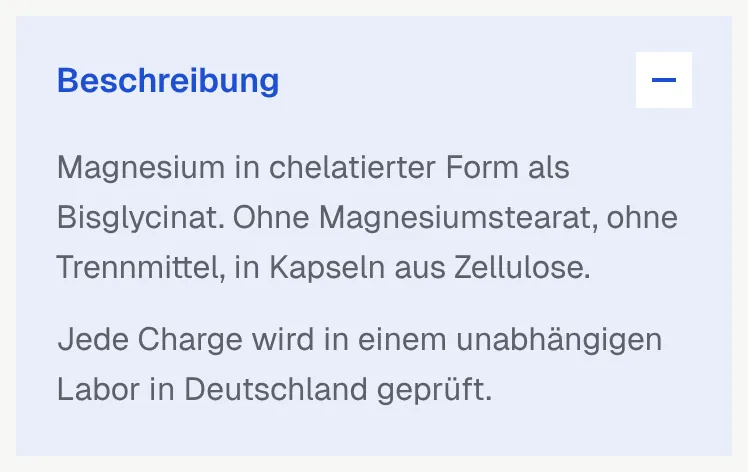 Beschreibung
Magnesium in chelatierter Form als
Bisglycinat. Ohne Magnesiumstearat, ohne
Trennmittel, in Kapseln aus Zellulose.
Jede Charge wird in einem unabhängigen
Labor in Deutschland geprüft.